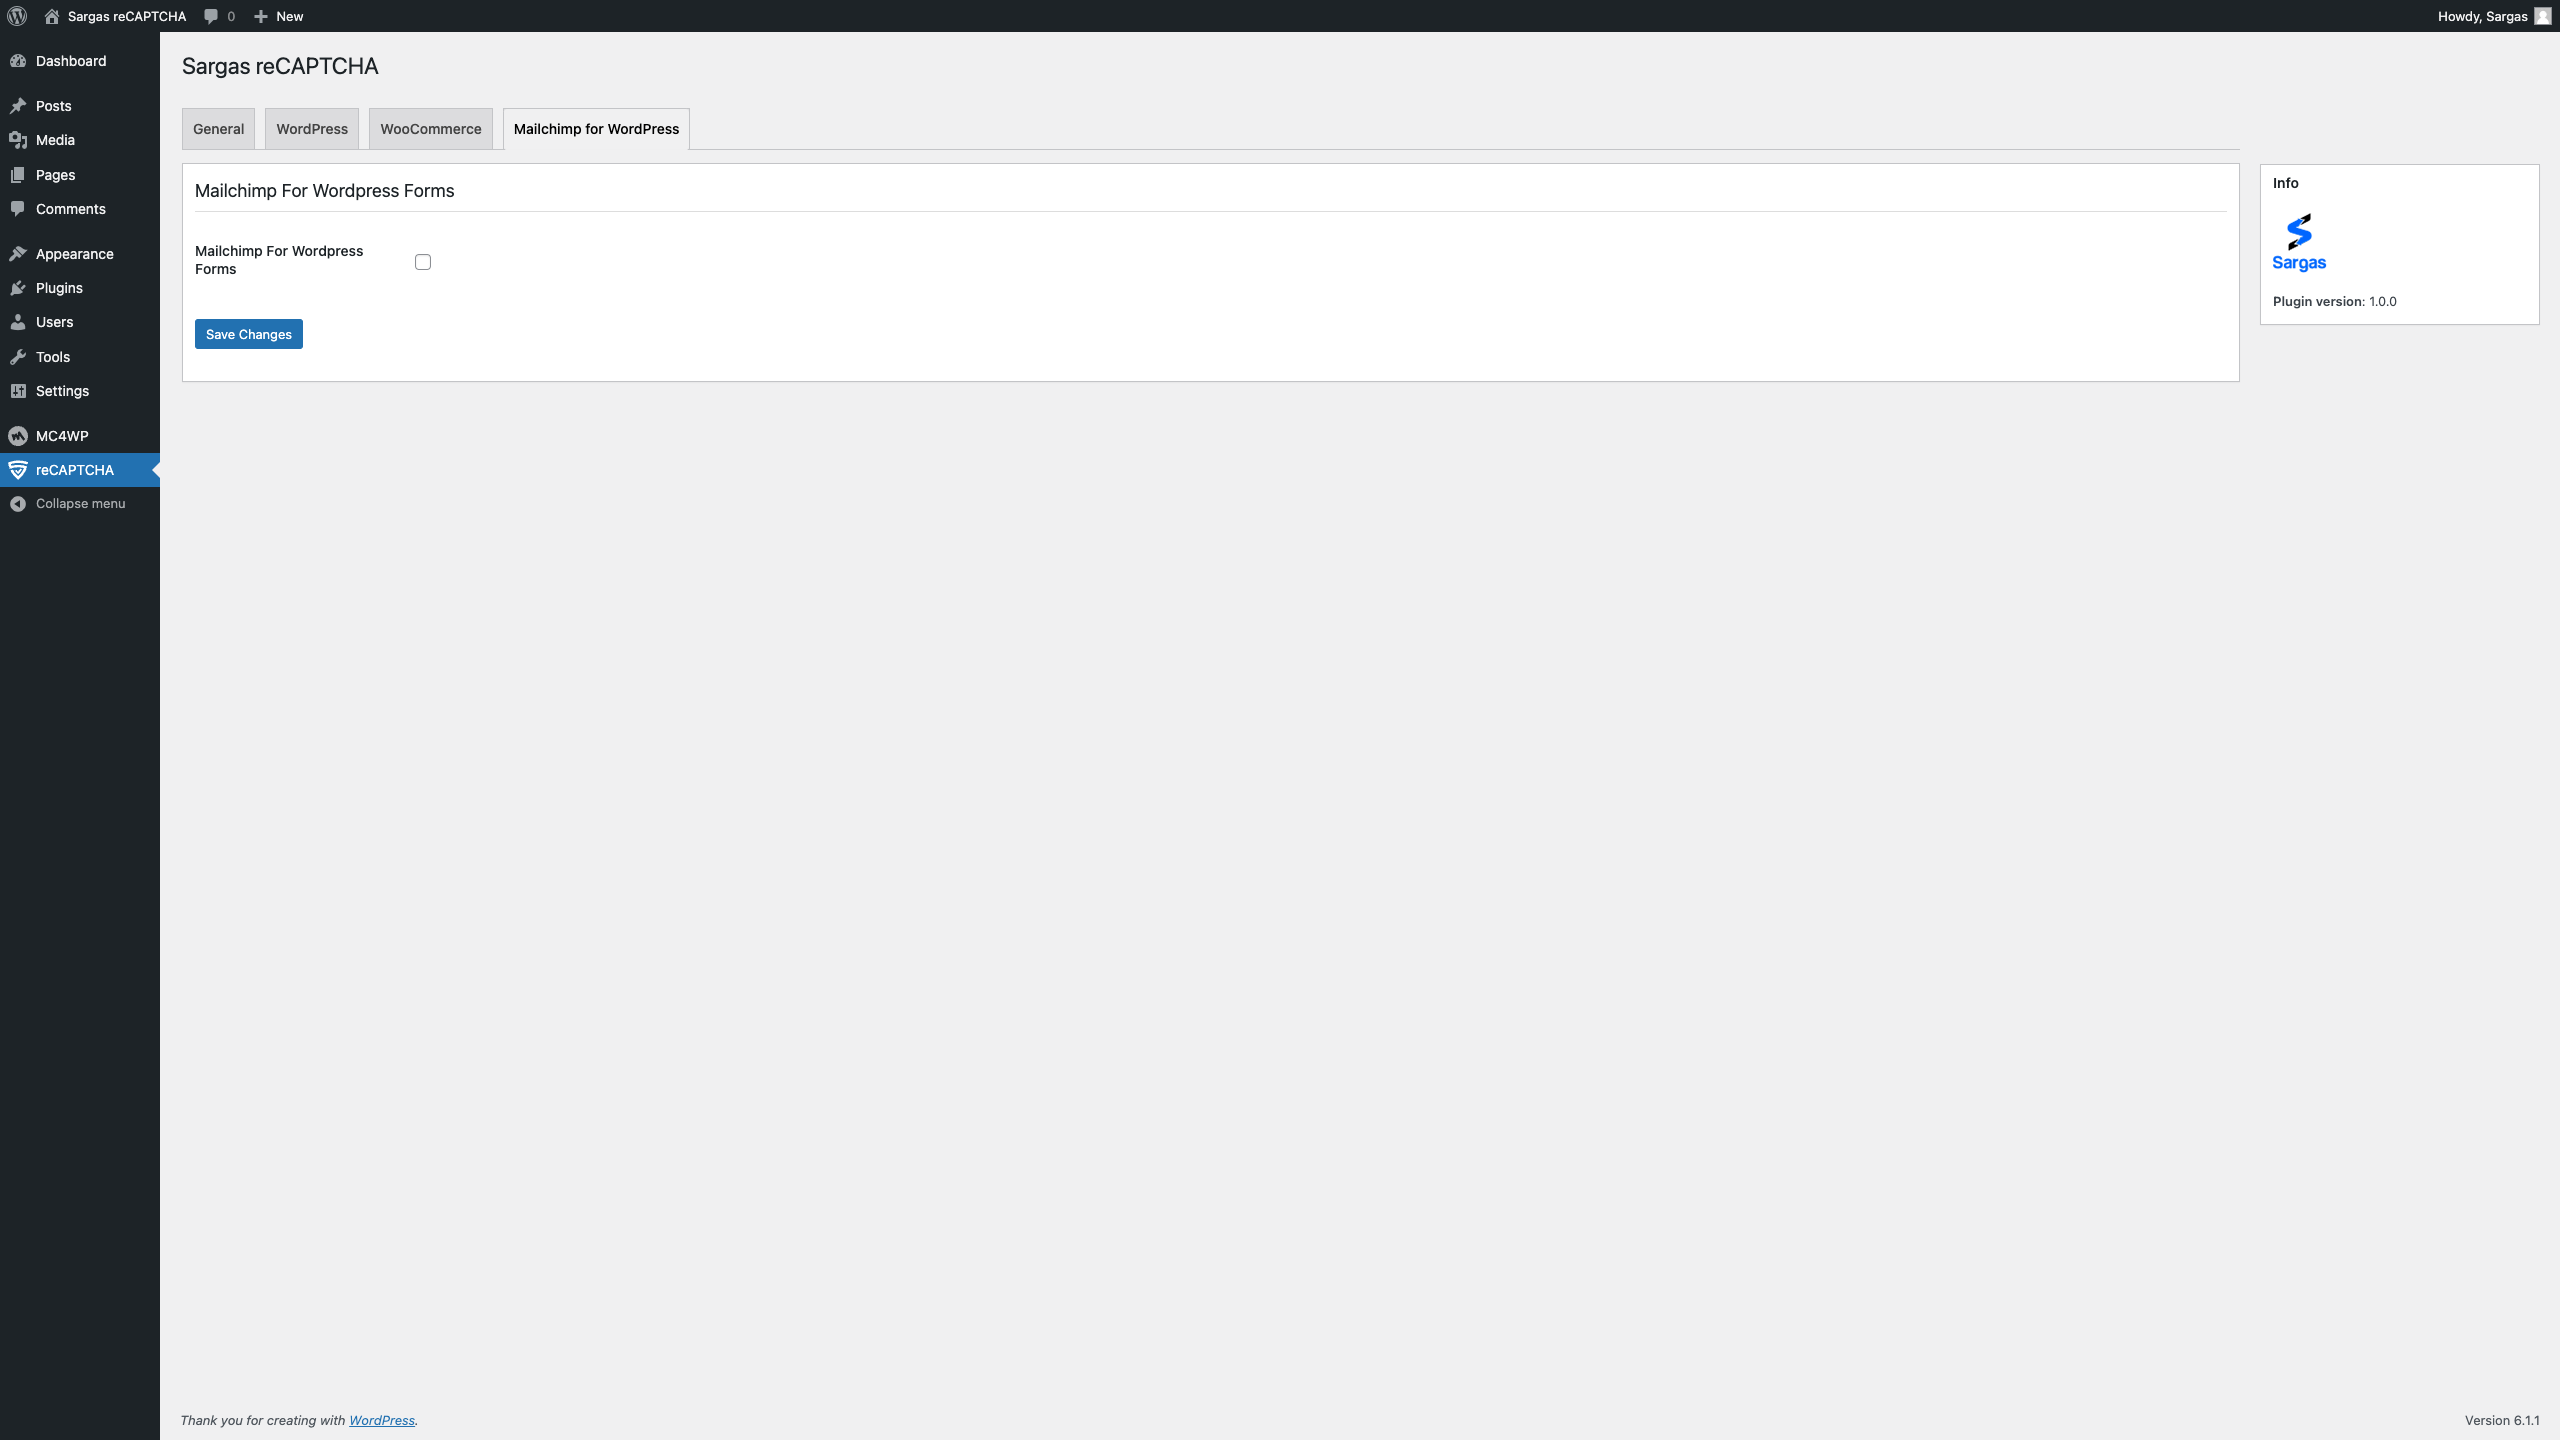 Sargas reCAPTCHA
0
New
Howdy, Sargas
Dashboard
Posts
Media
Pages
Comments
Appearance
Plugins
Users
Tools
Settings
MC4WP
reCAPTCHA
Collapse menu
Sargas reCAPTCHA
General
WordPress
WooCommerce
Mailchimp for WordPress
Mailchimp For Wordpress Forms
Mailchimp For Wordpress
Forms
Save Changes
Info
Sargas
Plugin version: 1.0.0
Thank you for creating with WordPress.
Version 6.1.1